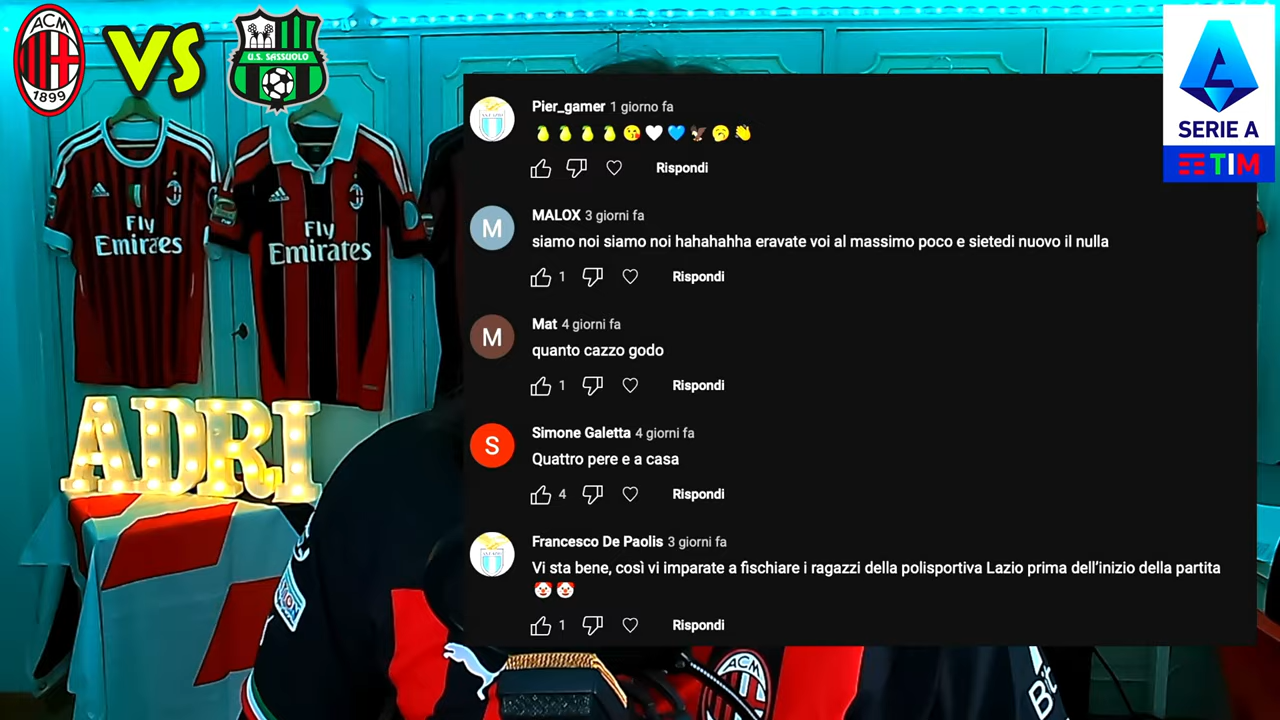 ACM
1899
VS
U.S. SASSUOLO
SERIE A
TIM
Fly
Emirates
Fly
Emirates
ADRI
Pier_gamer 1 giorno fa
🍐🍐🍐🍐😘🤍💙🦅🥱👏
Rispondi
M
MALOX 3 giorni fa
siamo noi siamo noi hahahahha eravate voi al massimo poco e sietedi nuovo il nulla
1
Rispondi
M
Mat 4 giorni fa
quanto cazzo godo
1
Rispondi
S
Simone Galetta 4 giorni fa
Quattro pere e a casa
4
Rispondi
Francesco De Paolis 3 giorni fa
Vi sta bene, così vi imparate a fischiare i ragazzi della polisportiva Lazio prima dell'inizio della partita
🤡🤡
1
Rispondi
ACM
Bit